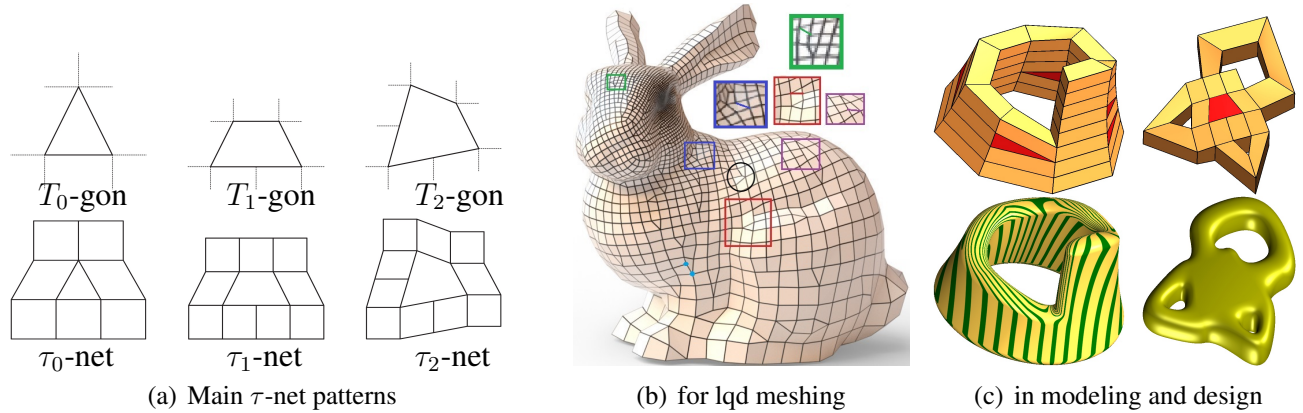 T₀-gon T₁-gon T₂-gon
τ₀-net τ₁-net τ₂-net
(a) Main τ-net patterns
(b) for lqd meshing
(c) in modeling and design